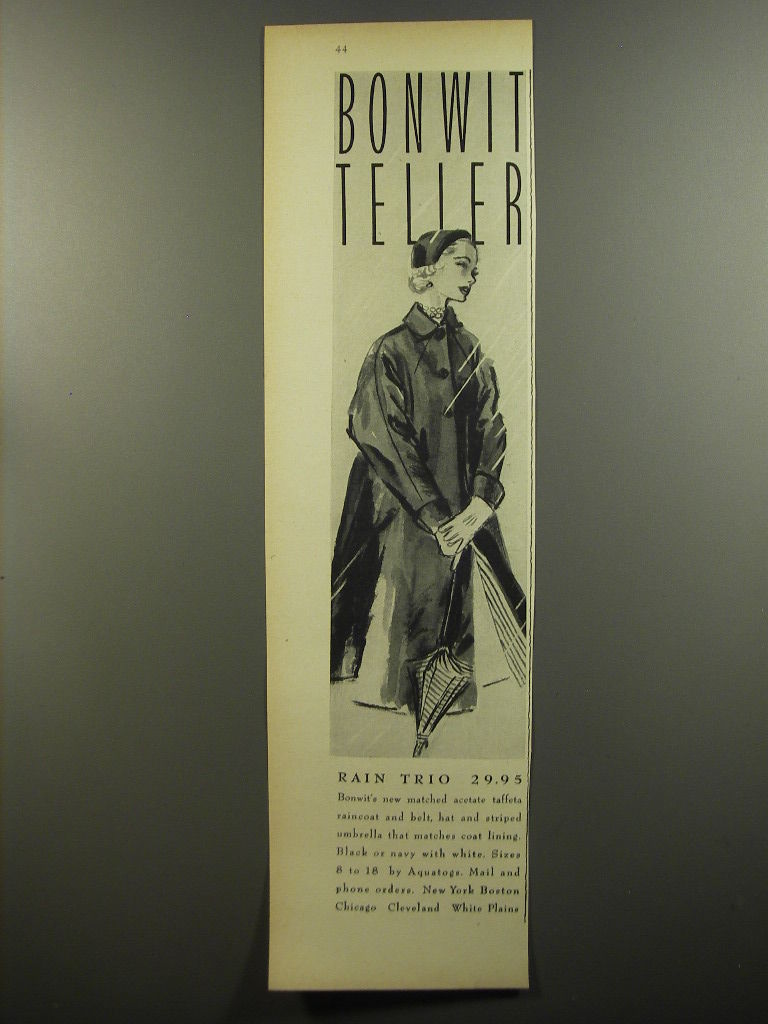 44
BONWIT
TELLER
RAIN TRIO 29.95
Bonwit's new matched acetate taffeta
raincoat and belt, hat and striped
umbrella that matches coat lining.
Black or navy with white. Sizes
8 to 18 by Aquatogs. Mail and
phone orders. New York Boston
Chicago Cleveland White Plains